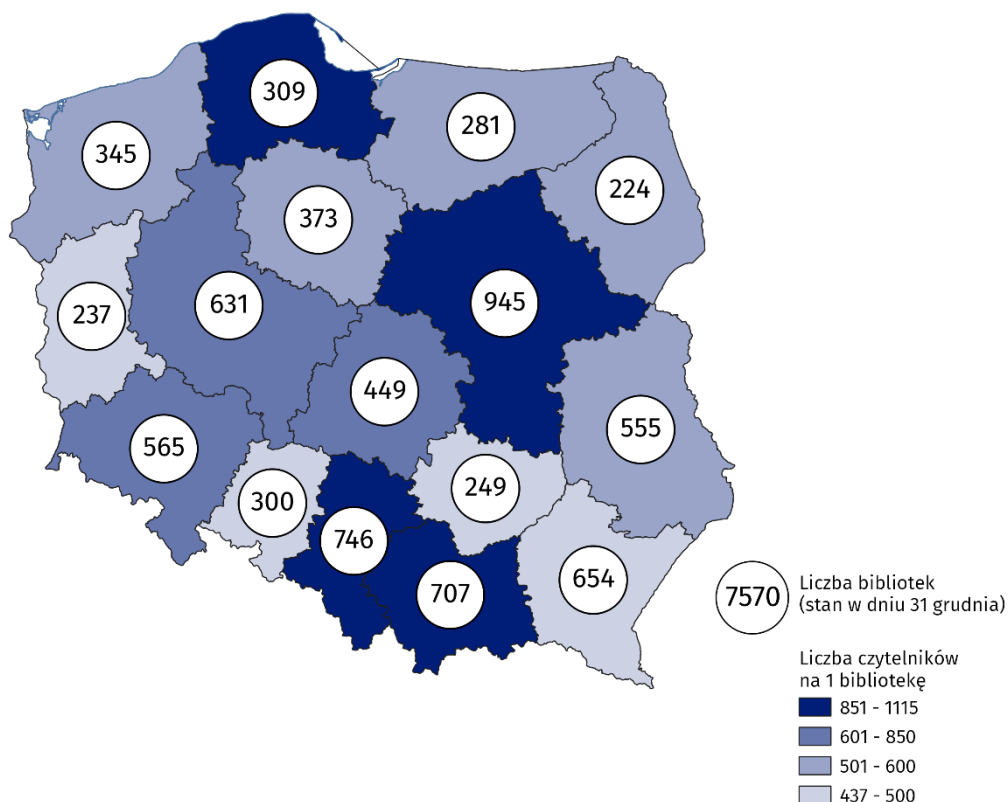 309
281
345
224
373
945
631
237
449
555
565
249
300
746
654
707
7570
Liczba bibliotek
(stan w dniu 31 grudnia)
Liczba czytelników
na 1 bibliotekę
851 - 1115
601 - 850
501 - 600
437 - 500